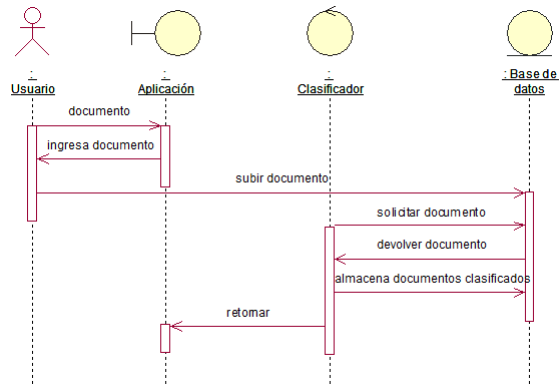 :
Usuario
:
Aplicación
:
Clasificador
: Base de
datos
documento
ingresa documento
subir documento
solicitar documento
devolver documento
almacena documentos clasificados
retornar